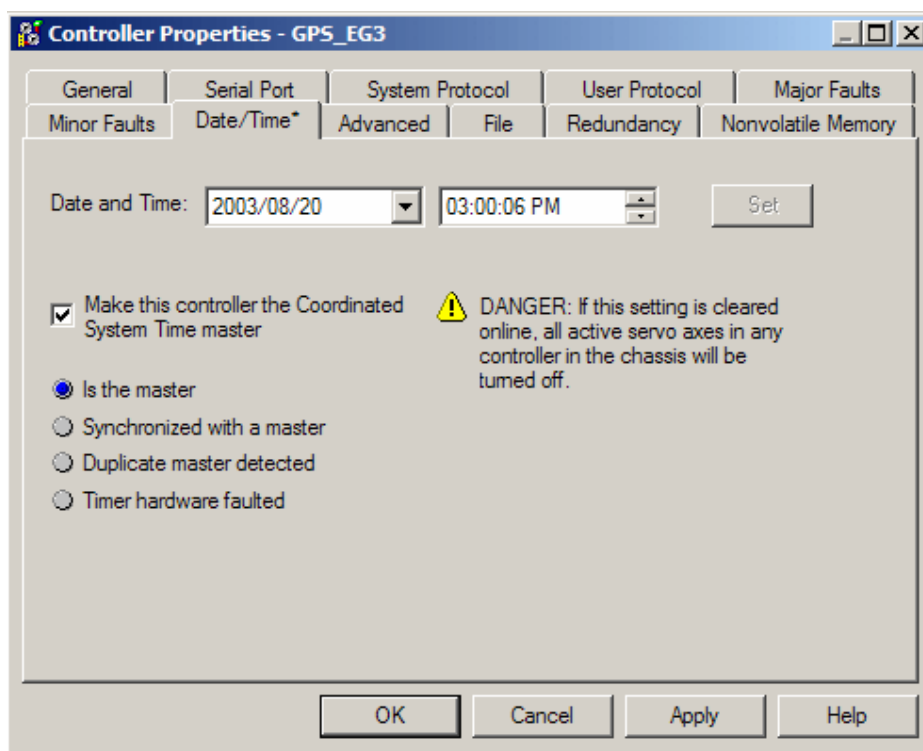 Controller Properties - GPS_EG3
General
Serial Port
System Protocol
User Protocol
Major Faults
Minor Faults
Date/Time*
Advanced
File
Redundancy
Nonvolatile Memory
Date and Time:
2003/08/20
03:00:06 PM
Set
Make this controller the Coordinated
System Time master
DANGER: If this setting is cleared
online, all active servo axes in any
controller in the chassis will be
turned off.
Is the master
Synchronized with a master
Duplicate master detected
Timer hardware faulted
OK
Cancel
Apply
Help